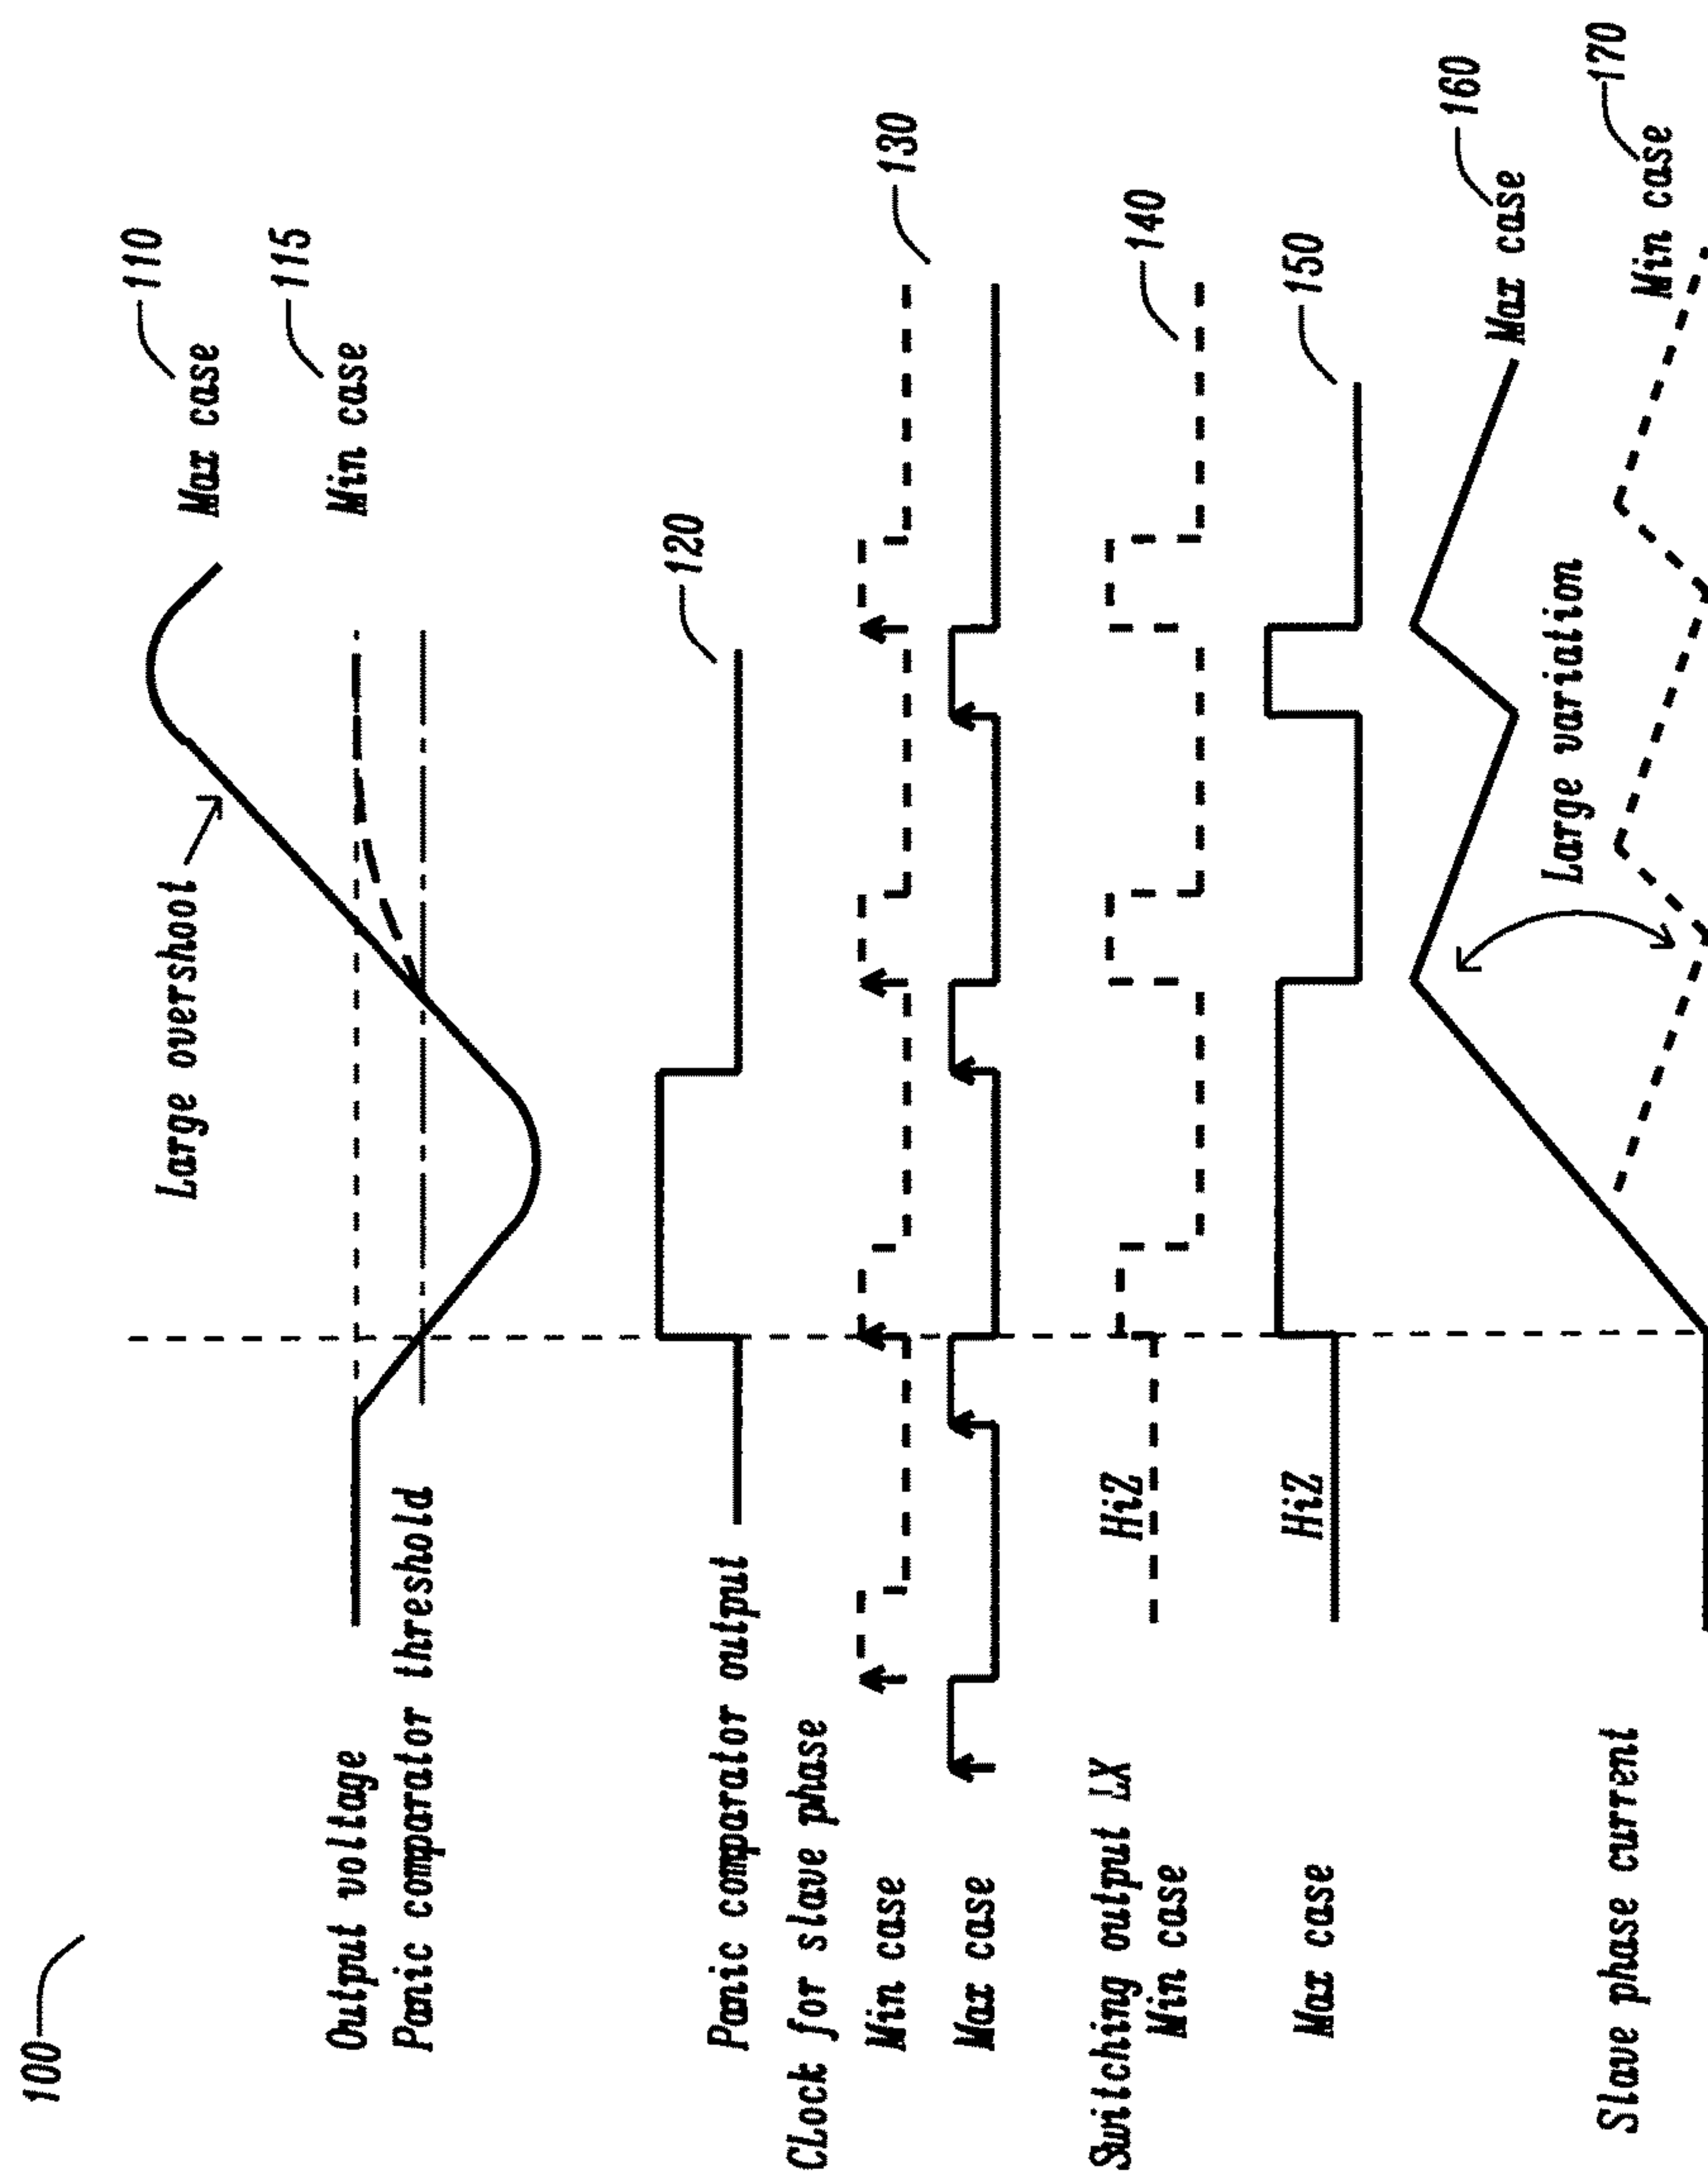 100
110
Max case
115
Min case
Large overshoot
Output voltage
Panic comparator threshold
120
Panic comparator output
CLock for slave phase
130
Min case
Max case
Switching output LX
140
Min case
HiZ
150
Max case
HiZ
160
Max case
Large variation
170
Min case
Slave phase current